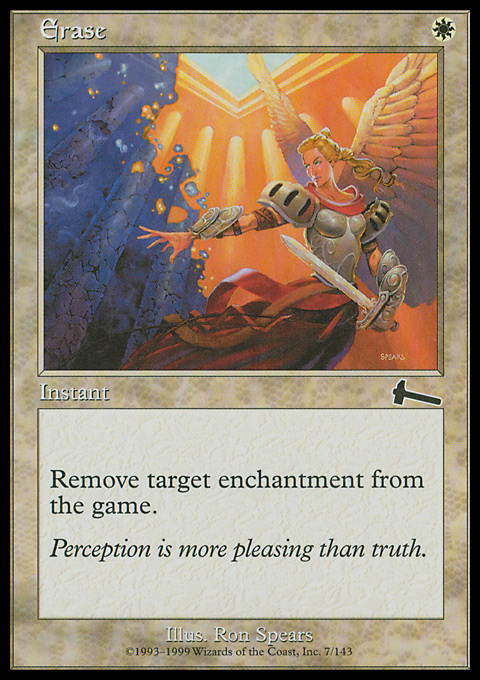 Erase
SPEARS
Instant
Remove target enchantment from
the game.
Perception is more pleasing than truth.
Illus. Ron Spears
©1993–1999 Wizards of the Coast, Inc. 7/143